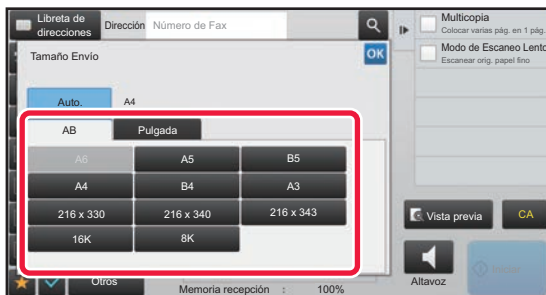 Libreta de
direcciones
Dirección
Número de Fax
Multicopia
Colocar varias pág. en 1 pág.
Modo de Escaneo Lento
Escanear orig. papel fino
Tamaño Envío
OK
Auto.
A4
AB
Pulgada
A6
A5
B5
A4
B4
A3
216 x 330
216 x 340
216 x 343
16K
8K
Vista previa
CA
Otros
Memoria recepción : 100%
Altavoz